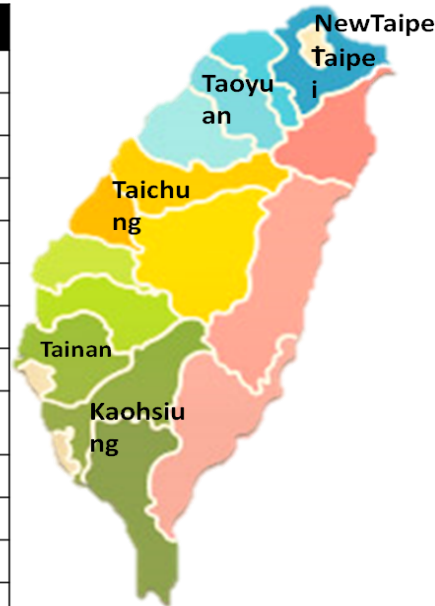 NewTaipe
i
Taipe
i
Taoyu
an
Taichu
ng
Tainan
Kaohsiu
ng